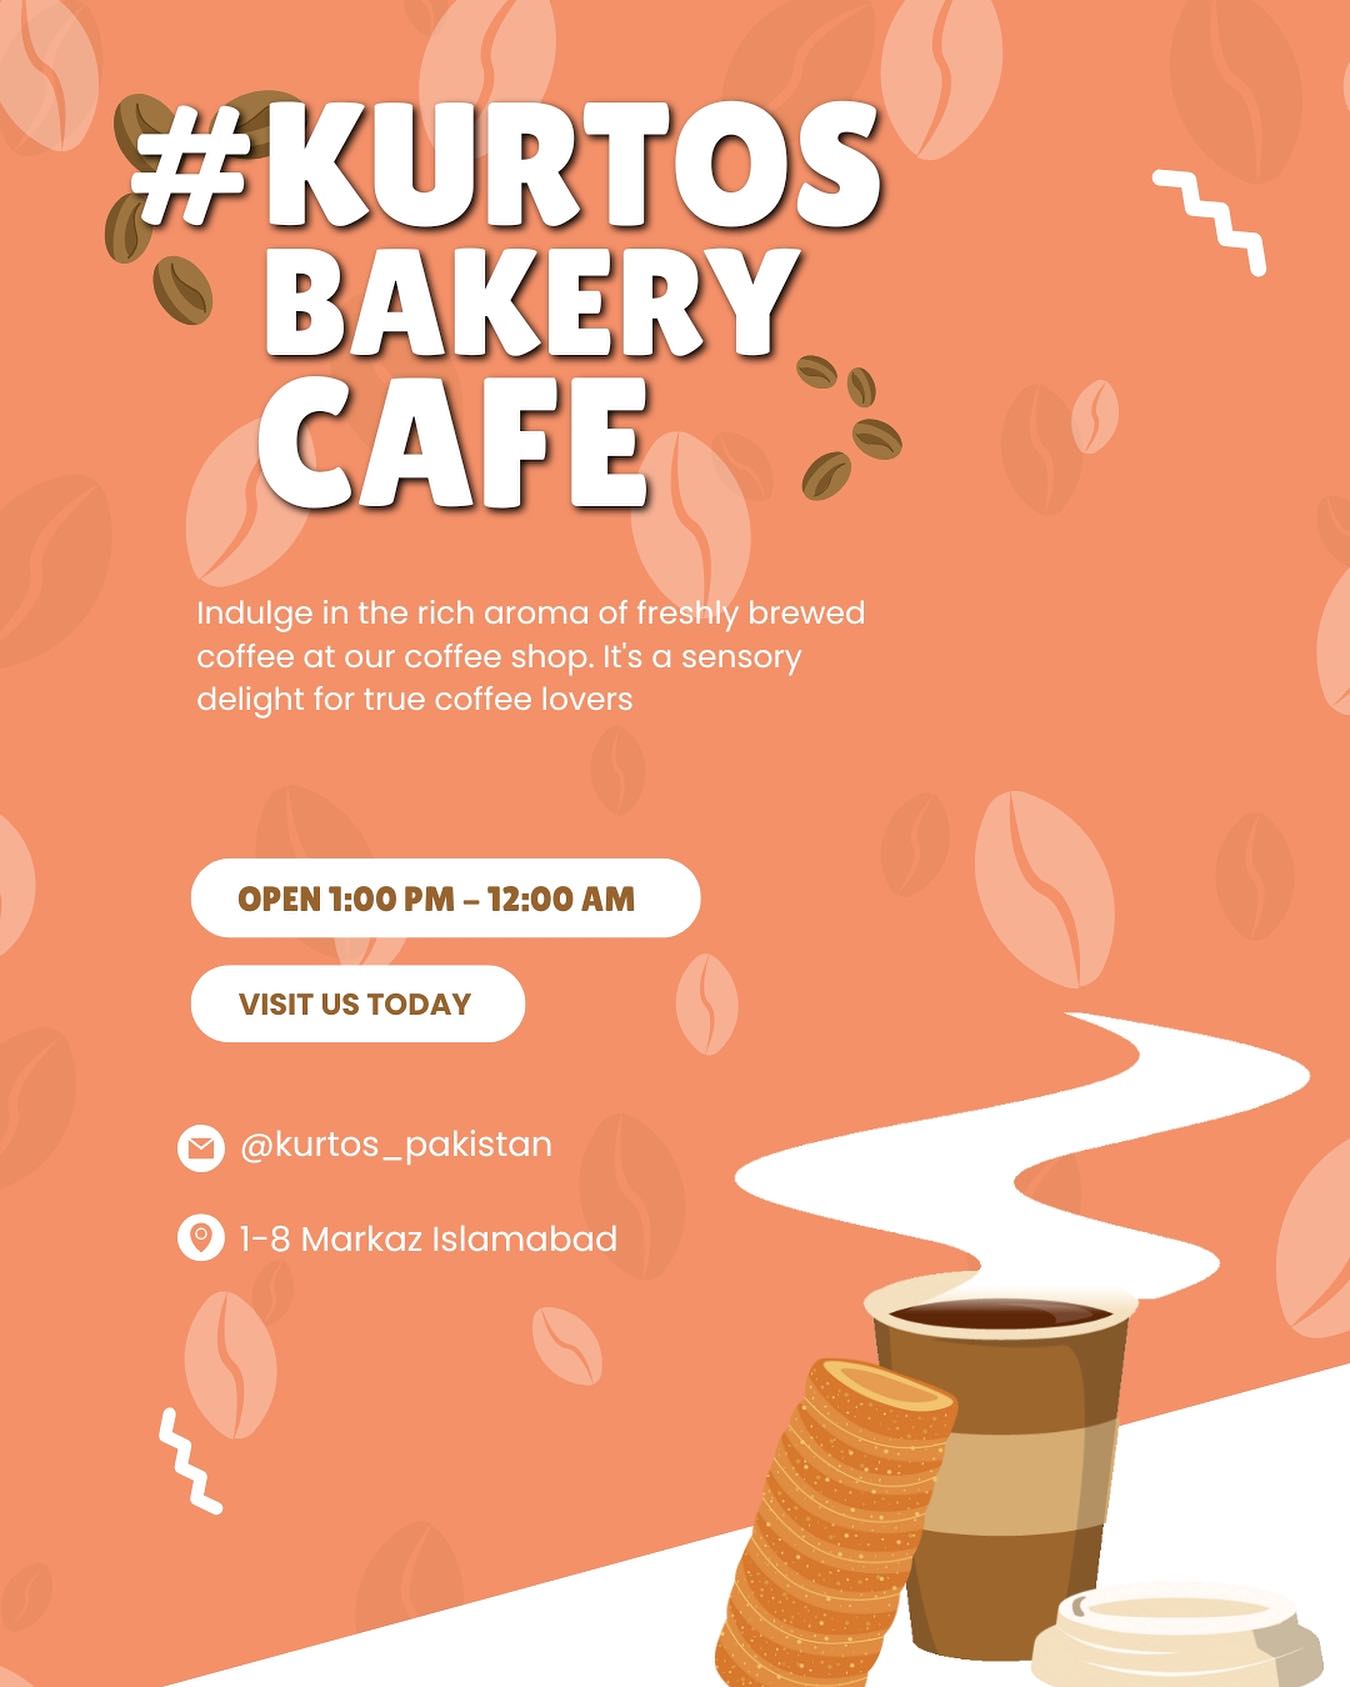 #KURTOS
BAKERY
CAFE
Indulge in the rich aroma of freshly brewed
coffee at our coffee shop. It's a sensory
delight for true coffee lovers
OPEN 1:00 PM – 12:00 AM
VISIT US TODAY
@kurtos_pakistan
1-8 Markaz Islamabad